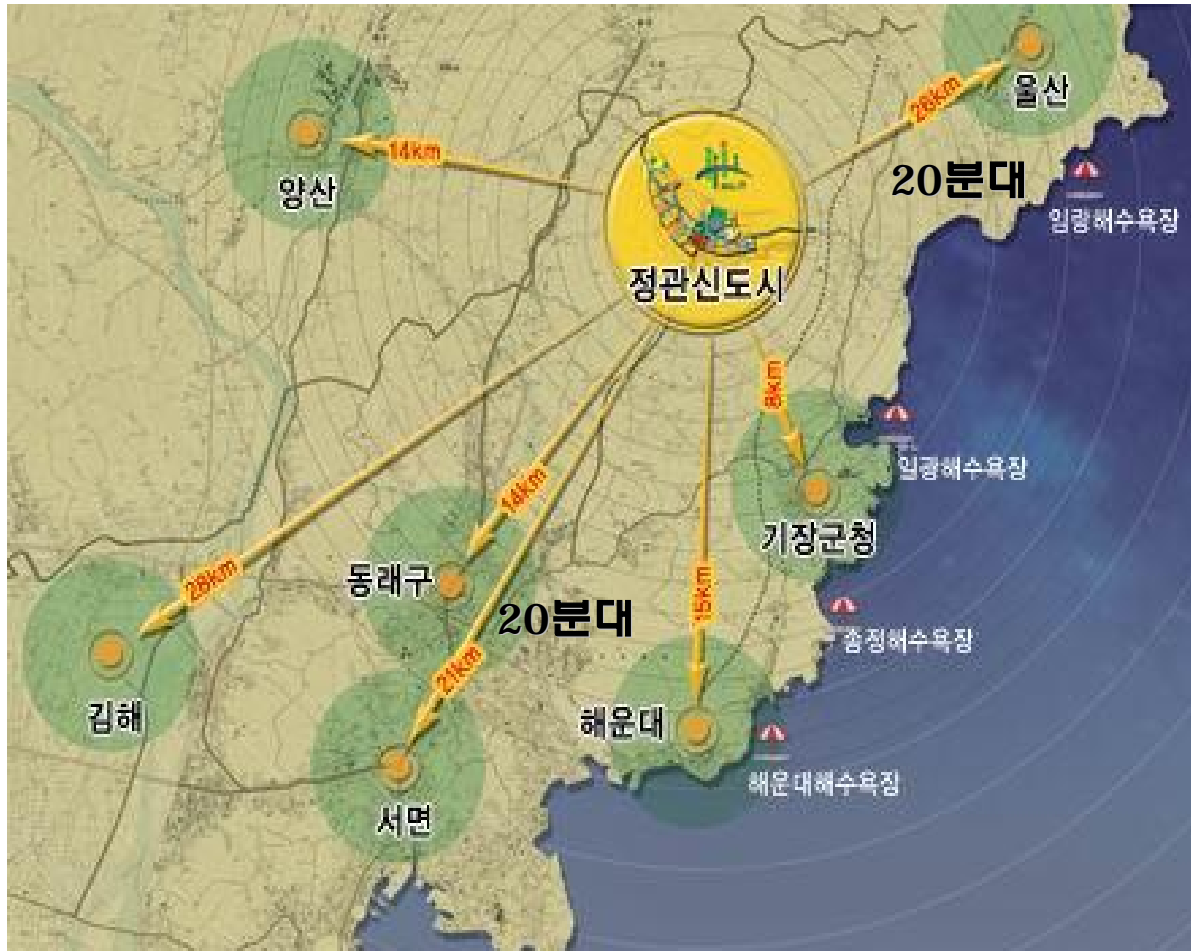 울산
26km
14km
20분대
양산
임랑해수욕장
정관신도시
8km
일광해수욕장
14km
기장군청
28km
동래구
15km
20분대
송정해수욕장
21km
김해
해운대
해운대해수욕장
서면